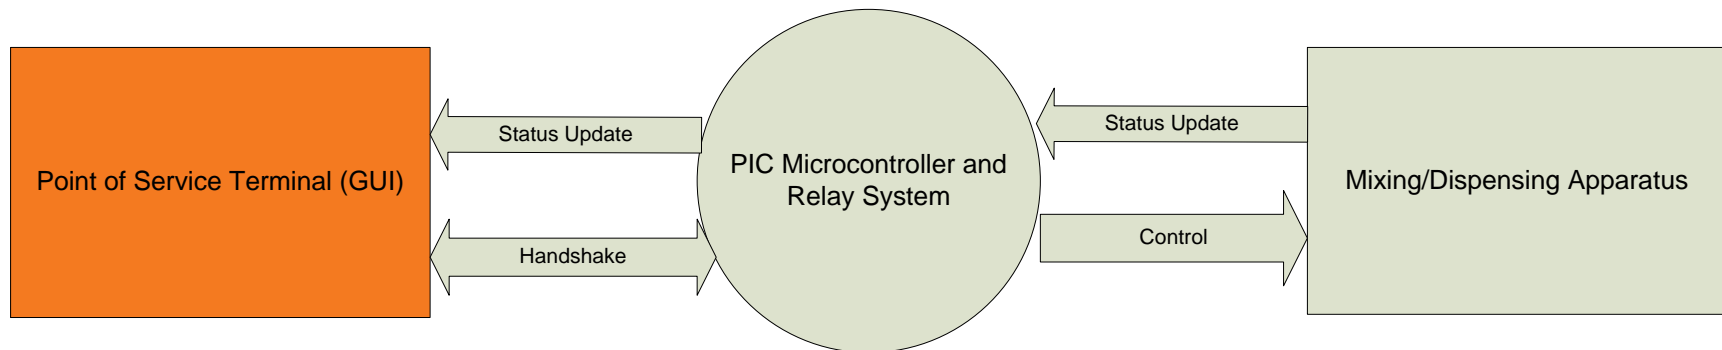 Point of Service Terminal (GUI)
Status Update
Handshake
PIC Microcontroller and
Relay System
Status Update
Control
Mixing/Dispensing Apparatus